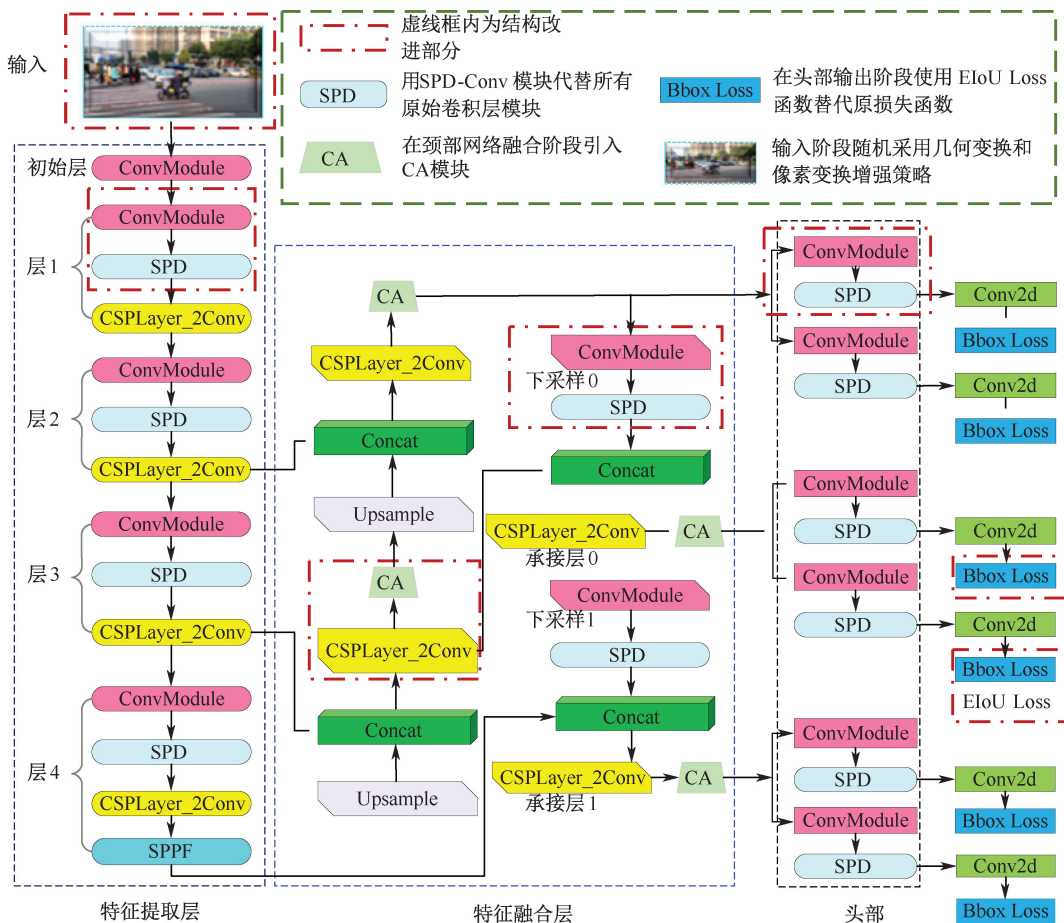 输入
虚线框内为结构改
进部分
SPD
用SPD-Conv 模块代替所有
原始卷积层模块
CA
在颈部网络融合阶段引入
CA模块
Bbox Loss
在头部输出阶段使用 EIoU Loss
函数替代原损失函数
输入阶段随机采用几何变换和
像素变换增强策略
初始层
ConvModule
层1
ConvModule
SPD
CSPLayer_2Conv
层2
ConvModule
SPD
CSPLayer_2Conv
层3
ConvModule
SPD
CSPLayer_2Conv
层4
ConvModule
SPD
CSPLayer_2Conv
SPPF
特征提取层
CA
CSPLayer_2Conv
Concat
Upsample
CA
CSPLayer_2Conv
Concat
Upsample
ConvModule
下采样0
SPD
Concat
CSPLayer_2Conv
承接层0
CA
ConvModule
下采样1
SPD
Concat
CSPLayer_2Conv
承接层1
CA
特征融合层
ConvModule
SPD
Conv2d
Bbox Loss
ConvModule
SPD
Conv2d
Bbox Loss
ConvModule
SPD
Conv2d
Bbox Loss
ConvModule
SPD
Conv2d
Bbox Loss
EIoU Loss
ConvModule
SPD
Conv2d
Bbox Loss
ConvModule
SPD
Conv2d
Bbox Loss
头部